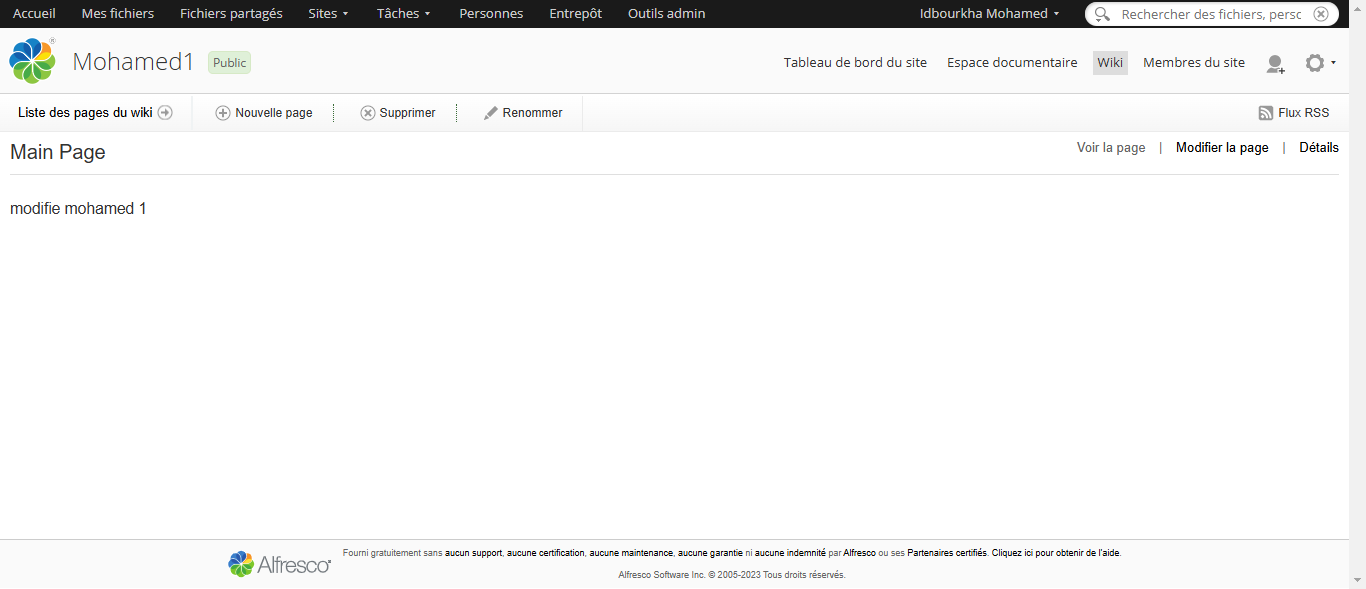 Accueil Mes fichiers Fichiers partagés Sites Tâches Personnes Entrepôt Outils admin Idbourkha Mohamed Rechercher des fichiers, persc
Mohamed1 Public Tableau de bord du site Espace documentaire Wiki Membres du site
Liste des pages du wiki Nouvelle page Supprimer Renommer Flux RSS
Main Page Voir la page | Modifier la page | Détails
modifie mohamed 1
Alfresco Fourni gratuitement sans aucun support, aucune certification, aucune maintenance, aucune garantie ni aucune indemnité par Alfresco ou ses Partenaires certifiés. Cliquez ici pour obtenir de l'aide.
Alfresco Software Inc. © 2005-2023 Tous droits réservés.